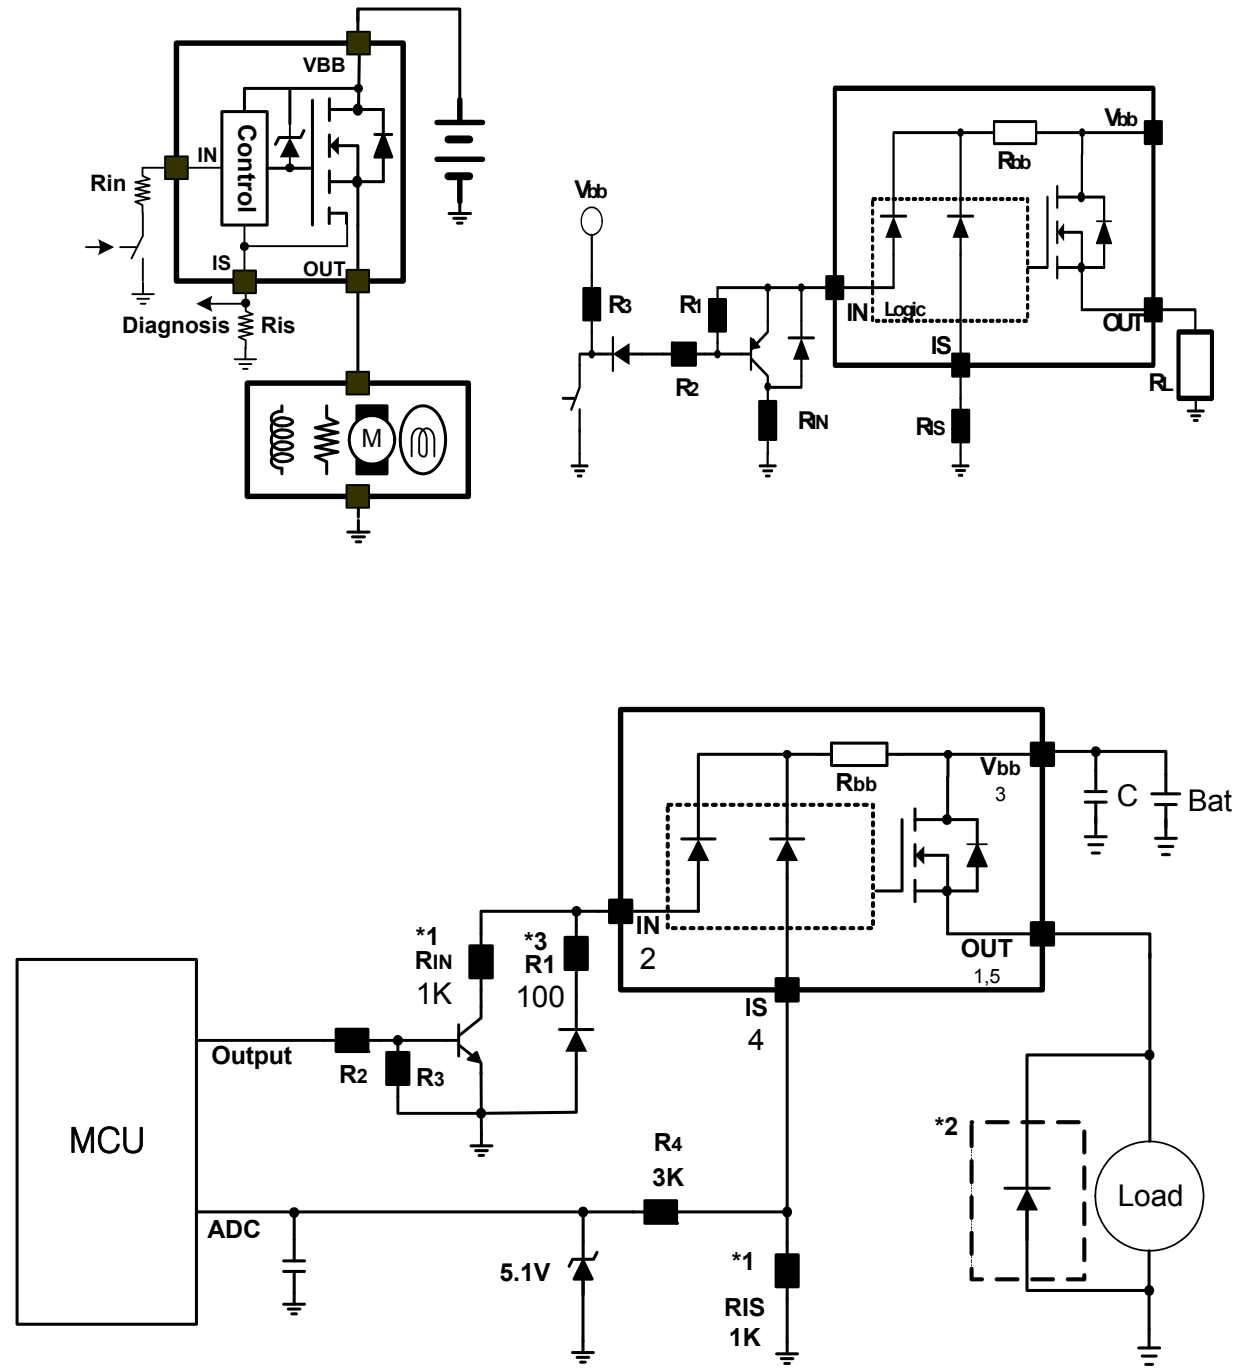 VBB
IN
Control
Rin
IS
OUT
Diagnosis
Ris
M
Vbb
Rbb
Vbb
R3
R1
IN
Logic
OUT
IS
R2
RL
RIN
RIS
Rbb
Vbb
3
C
Bat
IN
2
*1
RIN
1K
*3
R1
100
OUT
1,5
IS
4
Output
R2
R3
MCU
R4
3K
*2
Load
ADC
5.1V
*1
RIS
1K